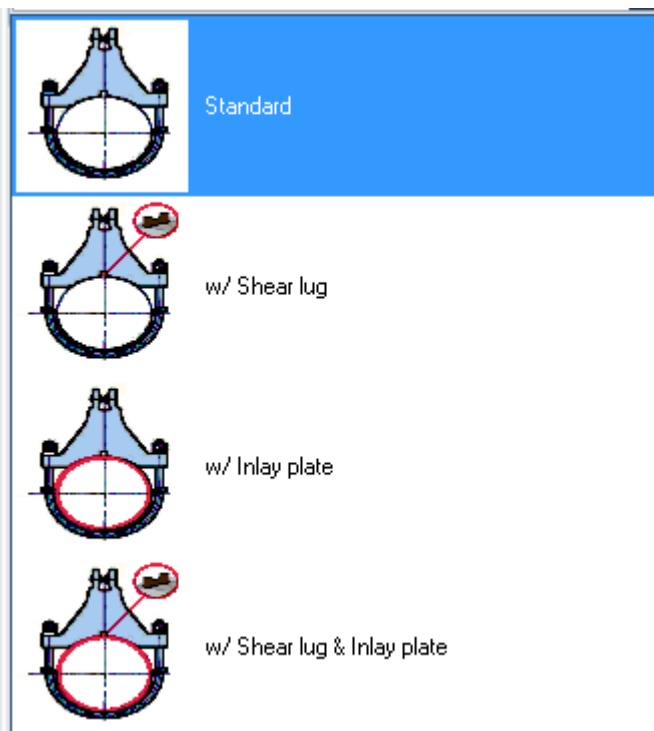 Standard
w/ Shear lug
w/ Inlay plate
w/ Shear lug & Inlay plate